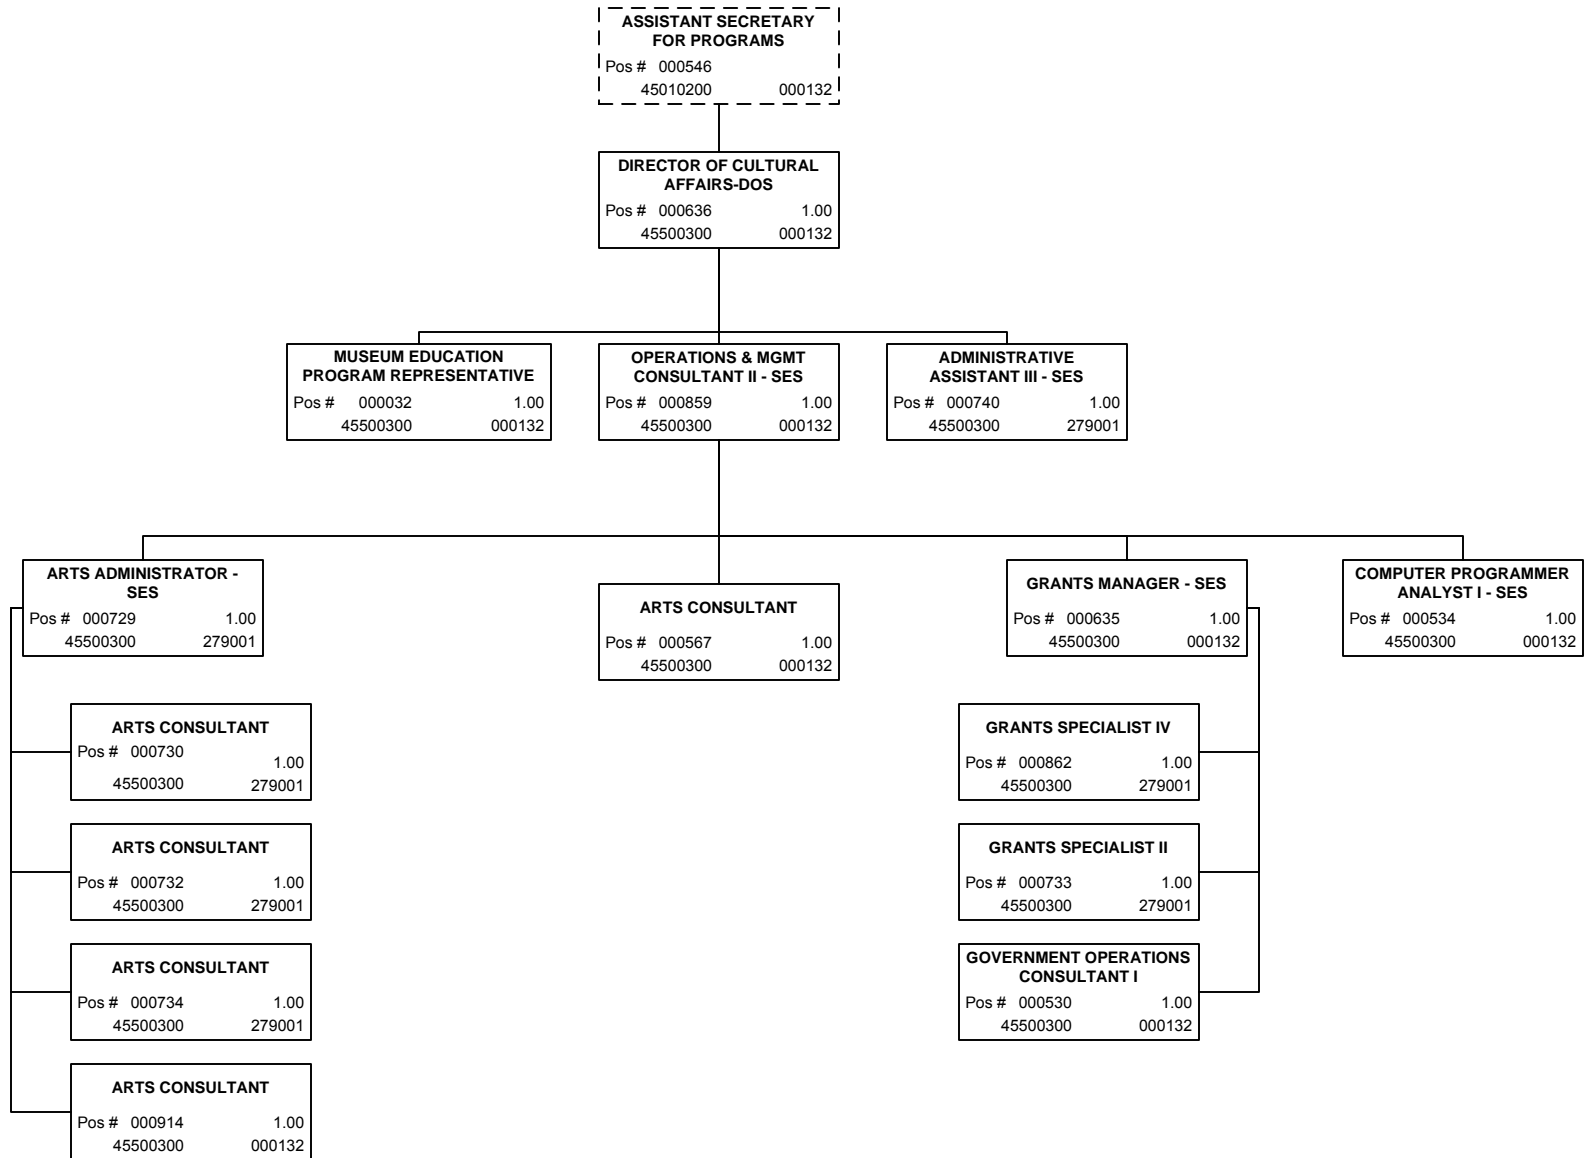 ASSISTANT SECRETARY
FOR PROGRAMS
Pos # 000546
45010200 000132
DIRECTOR OF CULTURAL
AFFAIRS-DOS
Pos # 000636 1.00
45500300 000132
MUSEUM EDUCATION
PROGRAM REPRESENTATIVE
Pos # 000032 1.00
45500300 000132
OPERATIONS & MGMT
CONSULTANT II - SES
Pos # 000859 1.00
45500300 000132
ADMINISTRATIVE
ASSISTANT III - SES
Pos # 000740 1.00
45500300 279001
ARTS ADMINISTRATOR -
SES
Pos # 000729 1.00
45500300 279001
ARTS CONSULTANT
Pos # 000567 1.00
45500300 000132
GRANTS MANAGER - SES
Pos # 000635 1.00
45500300 000132
COMPUTER PROGRAMMER
ANALYST I - SES
Pos # 000534 1.00
45500300 000132
ARTS CONSULTANT
Pos # 000730
1.00
45500300 279001
ARTS CONSULTANT
Pos # 000732 1.00
45500300 279001
ARTS CONSULTANT
Pos # 000734 1.00
45500300 279001
ARTS CONSULTANT
Pos # 000914 1.00
45500300 000132
GRANTS SPECIALIST IV
Pos # 000862 1.00
45500300 279001
GRANTS SPECIALIST II
Pos # 000733 1.00
45500300 279001
GOVERNMENT OPERATIONS
CONSULTANT I
Pos # 000530 1.00
45500300 000132